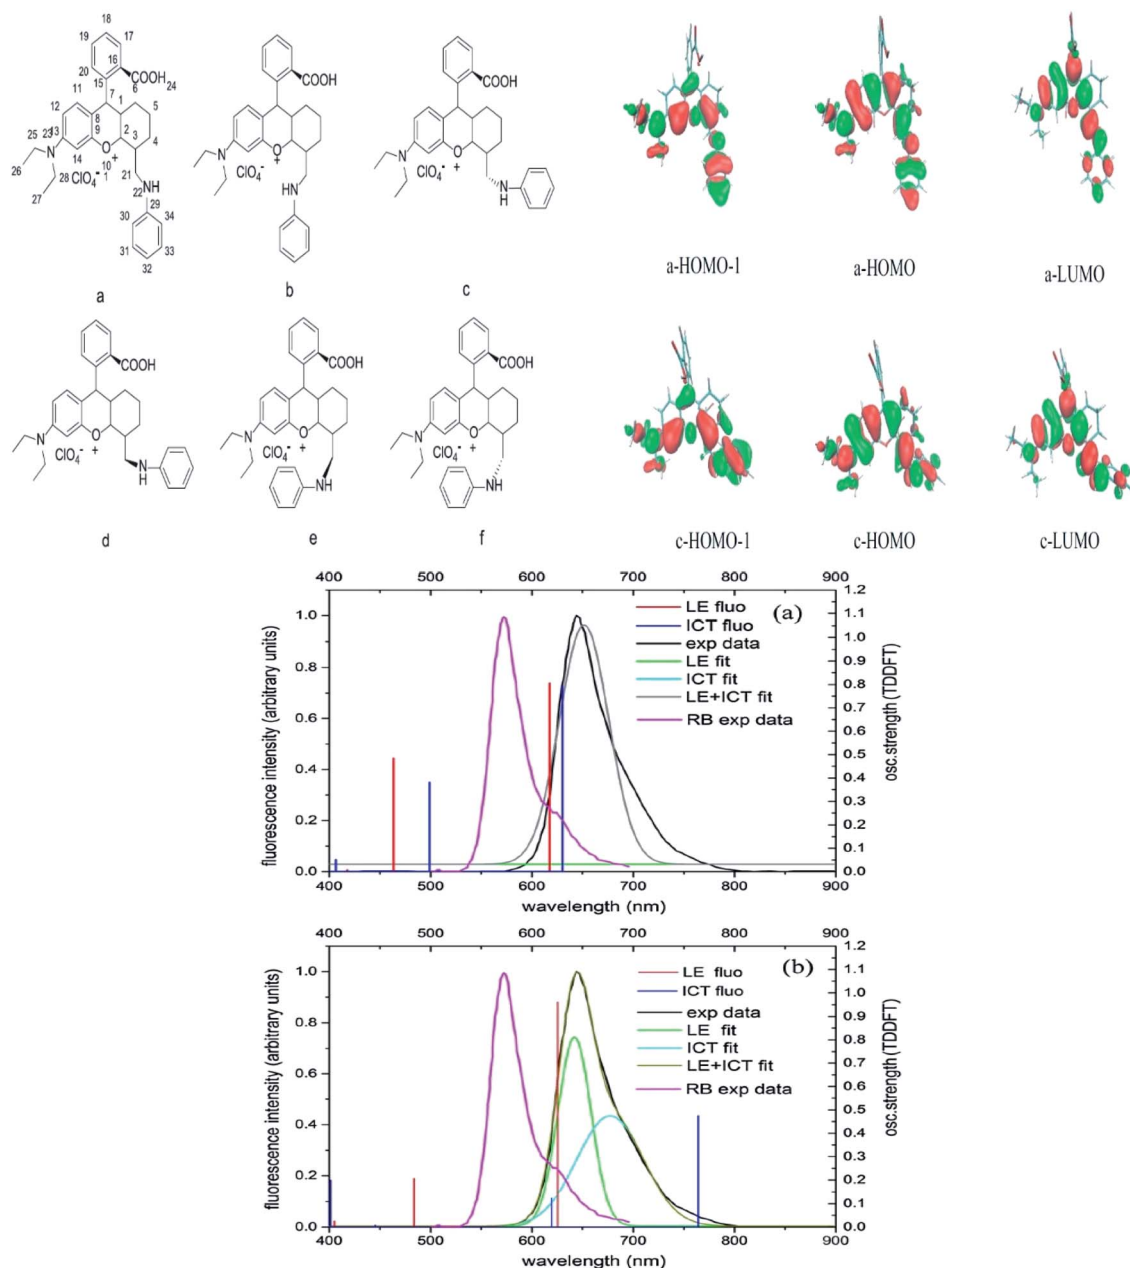 18
19 17
16
20 COOH 24
15 6
11 7 1 5
12 8 2
9 3 4
25 23 13 N O
14 10 +
26 28 ClO4- 1 21
27 22 NH
29
30 34
31 33
32
a
COOH
N O
ClO4- +
HN
b
COOH
N O
ClO4- +
HN
c
a-HOMO-1 a-HOMO a-LUMO
COOH
N O
ClO4- +
NH
d
COOH
N O
ClO4- +
NH
e
COOH
N O
ClO4- +
NH
f
c-HOMO-1 c-HOMO c-LUMO
400 500 600 700 800 900
(a)
LE fluo
ICT fluo
exp data
LE fit
ICT fit
LE+ICT fit
RB exp data
fluorescence intensity (arbitrary units)
1.0
0.8
0.6
0.4
0.2
0.0
osc.strength (TDDFT)
1.2
1.1
1.0
0.9
0.8
0.7
0.6
0.5
0.4
0.3
0.2
0.1
0.0
400 500 600 700 800 900
wavelength (nm)
400 500 600 700 800 900
(b)
LE fluo
ICT fluo
exp data
LE fit
ICT fit
LE+ICT fit
RB exp data
fluorescence intensity (arbitrary units)
1.0
0.8
0.6
0.4
0.2
0.0
osc.strength (TDDFT)
1.2
1.1
1.0
0.9
0.8
0.7
0.6
0.5
0.4
0.3
0.2
0.1
0.0
400 500 600 700 800 900
wavelength (nm)